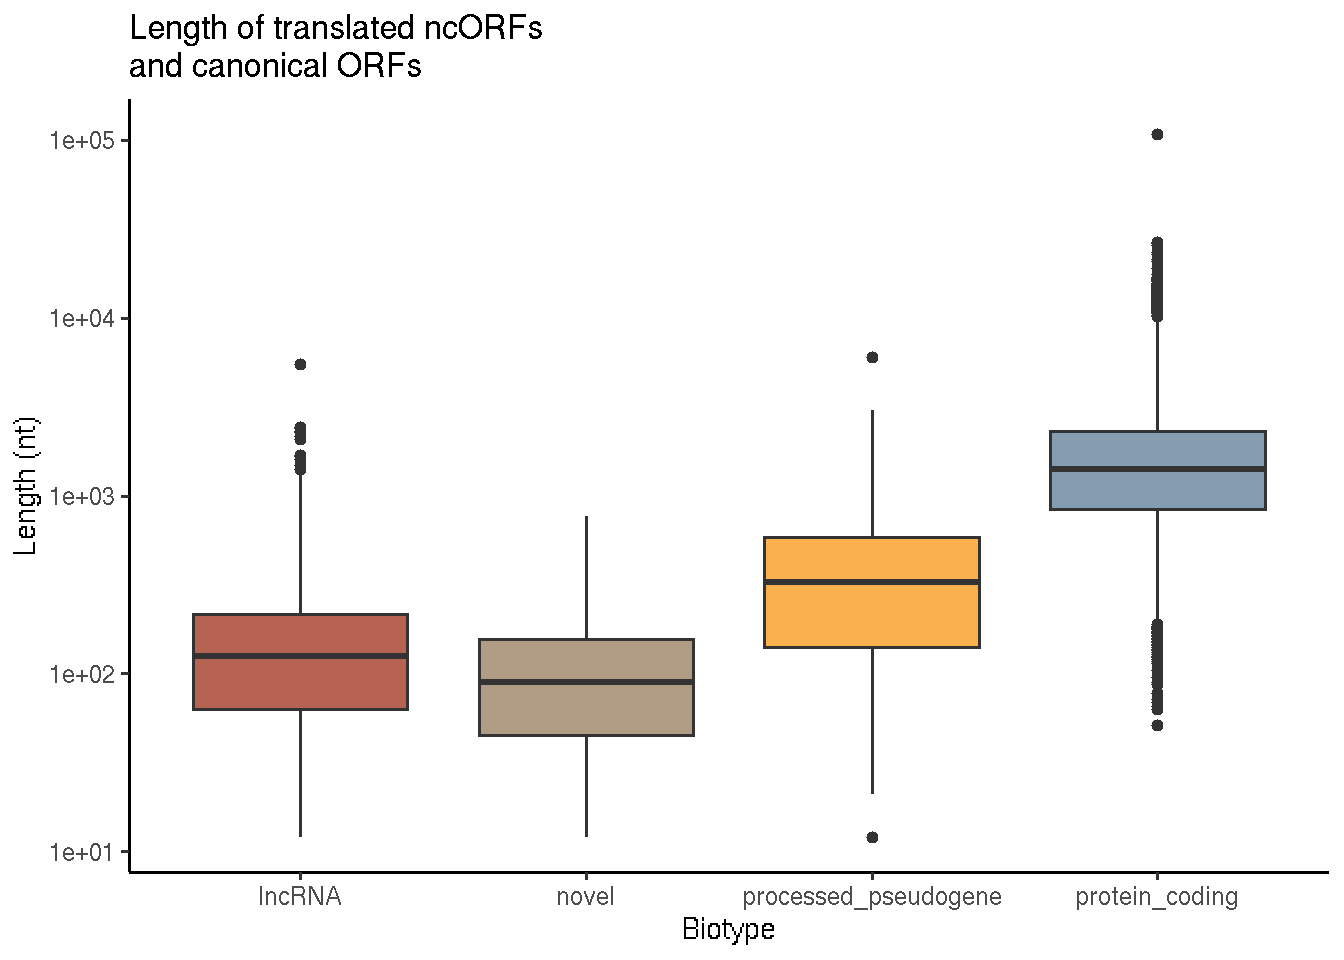 Length of translated ncORFs
and canonical ORFs
1e+05
1e+04
1e+03
1e+02
1e+01
Length (nt)
lncRNA
novel
processed_pseudogene
protein_coding
Biotype